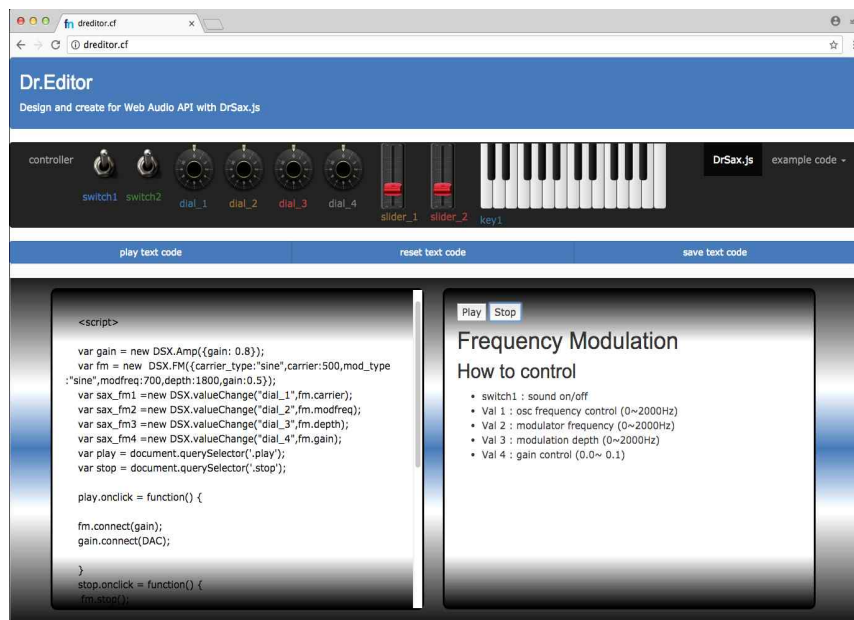 fn dreditor.cf ×
dreditor.cf
Dr.Editor
Design and create for Web Audio API with DrSax.js
controller
switch1
switch2
dial_1
dial_2
dial_3
dial_4
slider_1
slider_2
key1
DrSax.js
example code
play text code
reset text code
save text code
<script>
var gain = new DSX.Amp({gain: 0.8});
var fm = new DSX.FM({carrier_type:"sine",carrier:500,mod_type
:"sine",modfreq:700,depth:1800,gain:0.5});
var sax_fm1 =new DSX.valueChange("dial_1",fm.carrier);
var sax_fm2 =new DSX.valueChange("dial_2",fm.modfreq);
var sax_fm3 =new DSX.valueChange("dial_3",fm.depth);
var sax_fm4 =new DSX.valueChange("dial_4",fm.gain);
var play = document.querySelector('.play');
var stop = document.querySelector('.stop');
play.onclick = function() {
fm.connect(gain);
gain.connect(DAC);
}
stop.onclick = function() {
fm.stop();
Play Stop
Frequency Modulation
How to control
• switch1 : sound on/off
• Val 1 : osc frequency control (0~2000Hz)
• Val 2 : modulator frequency (0~2000Hz)
• Val 3 : modulation depth (0~2000Hz)
• Val 4 : gain control (0.0~ 0.1)